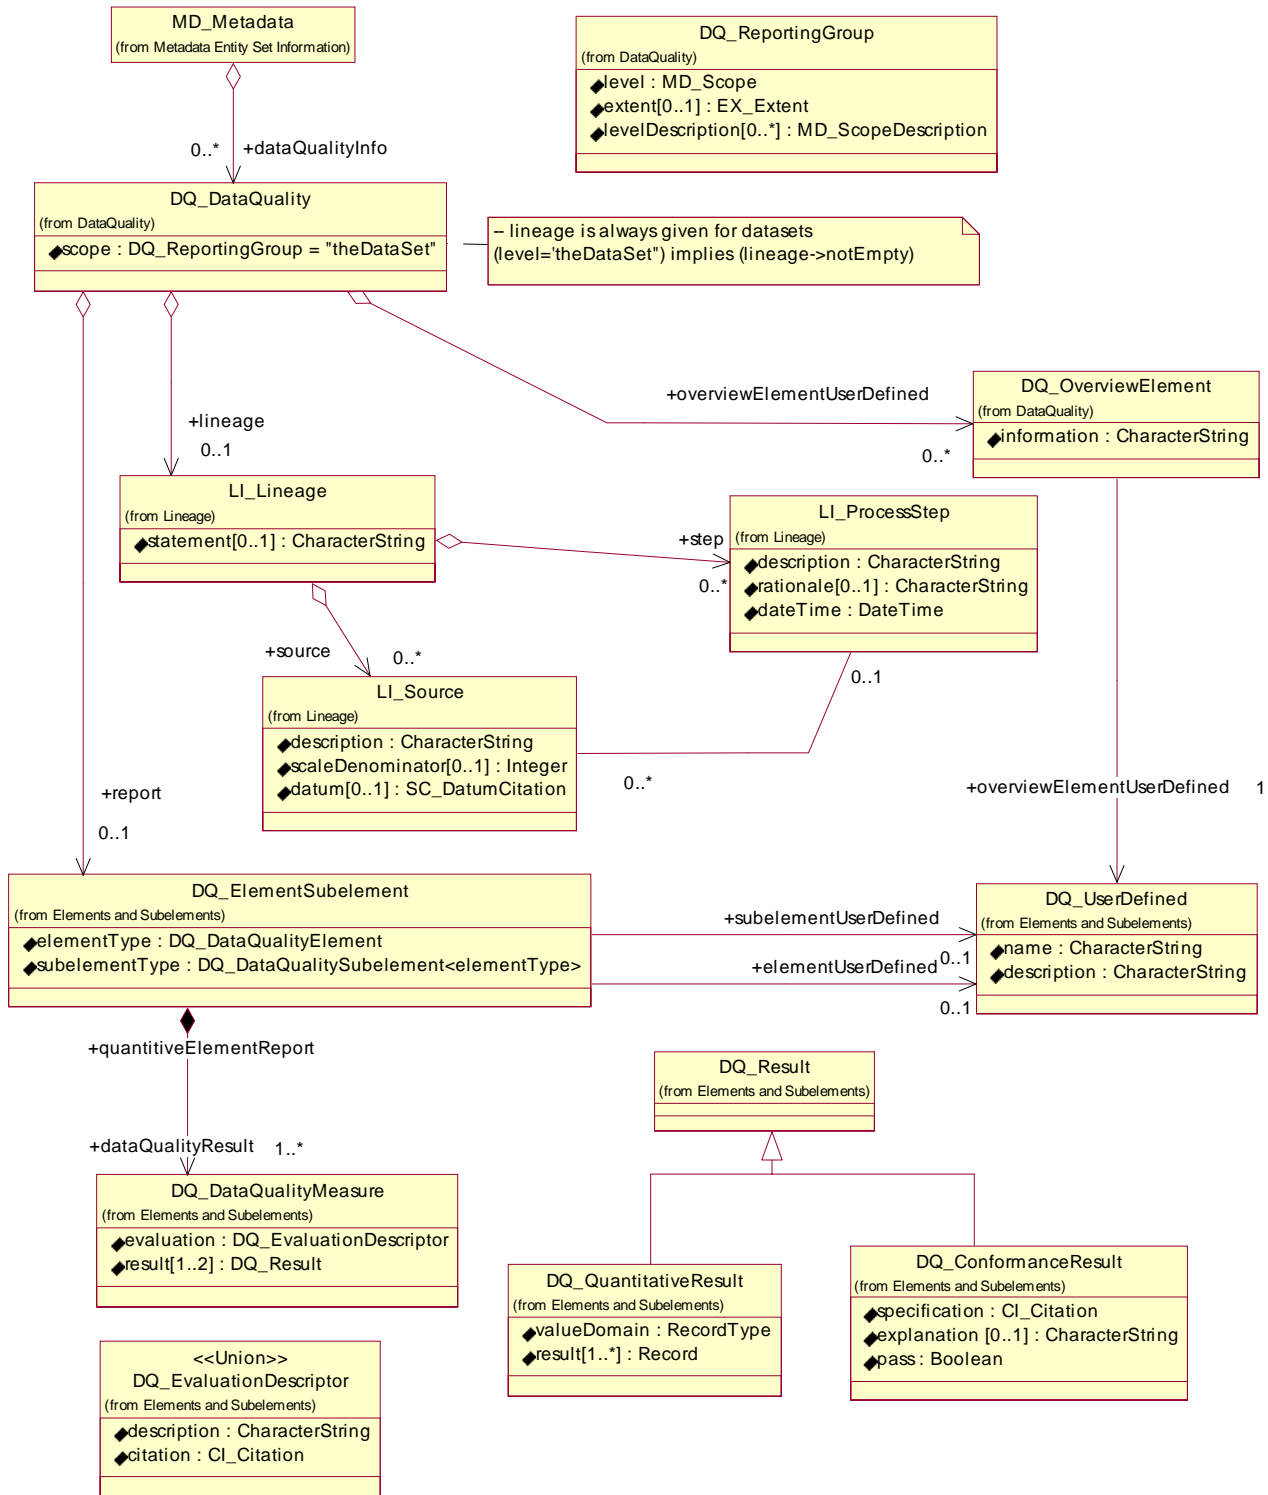 MD_Metadata
(from Metadata Entity Set Information)
DQ_ReportingGroup
(from DataQuality)
level : MD_Scope
extent[0..1] : EX_Extent
levelDescription[0..*] : MD_ScopeDescription
0..*
+dataQualityInfo
DQ_DataQuality
(from DataQuality)
scope : DQ_ReportingGroup = "theDataSet"
-- lineage is always given for datasets
(level='theDataSet") implies (lineage->notEmpty)
+lineage
0..1
+overviewElementUserDefined
0..*
DQ_OverviewElement
(from DataQuality)
information : CharacterString
LI_Lineage
(from Lineage)
statement[0..1] : CharacterString
+step
0..*
LI_ProcessStep
(from Lineage)
description : CharacterString
rationale[0..1] : CharacterString
dateTime : DateTime
+source
0..*
0..1
LI_Source
(from Lineage)
description : CharacterString
scaleDenominator[0..1] : Integer
datum[0..1] : SC_DatumCitation
0..*
+report
0..1
+overviewElementUserDefined
1
DQ_ElementSubelement
(from Elements and Subelements)
elementType : DQ_DataQualityElement
subelementType : DQ_DataQualitySubelement<elementType>
+subelementUserDefined
0..1
+elementUserDefined
0..1
DQ_UserDefined
(from Elements and Subelements)
name : CharacterString
description : CharacterString
+quantitiveElementReport
+dataQualityResult
1..*
DQ_Result
(from Elements and Subelements)
DQ_DataQualityMeasure
(from Elements and Subelements)
evaluation : DQ_EvaluationDescriptor
result[1..2] : DQ_Result
DQ_QuantitativeResult
(from Elements and Subelements)
valueDomain : RecordType
result[1..*] : Record
DQ_ConformanceResult
(from Elements and Subelements)
specification : CI_Citation
explanation [0..1] : CharacterString
pass : Boolean
<<Union>>
DQ_EvaluationDescriptor
(from Elements and Subelements)
description : CharacterString
citation : CI_Citation